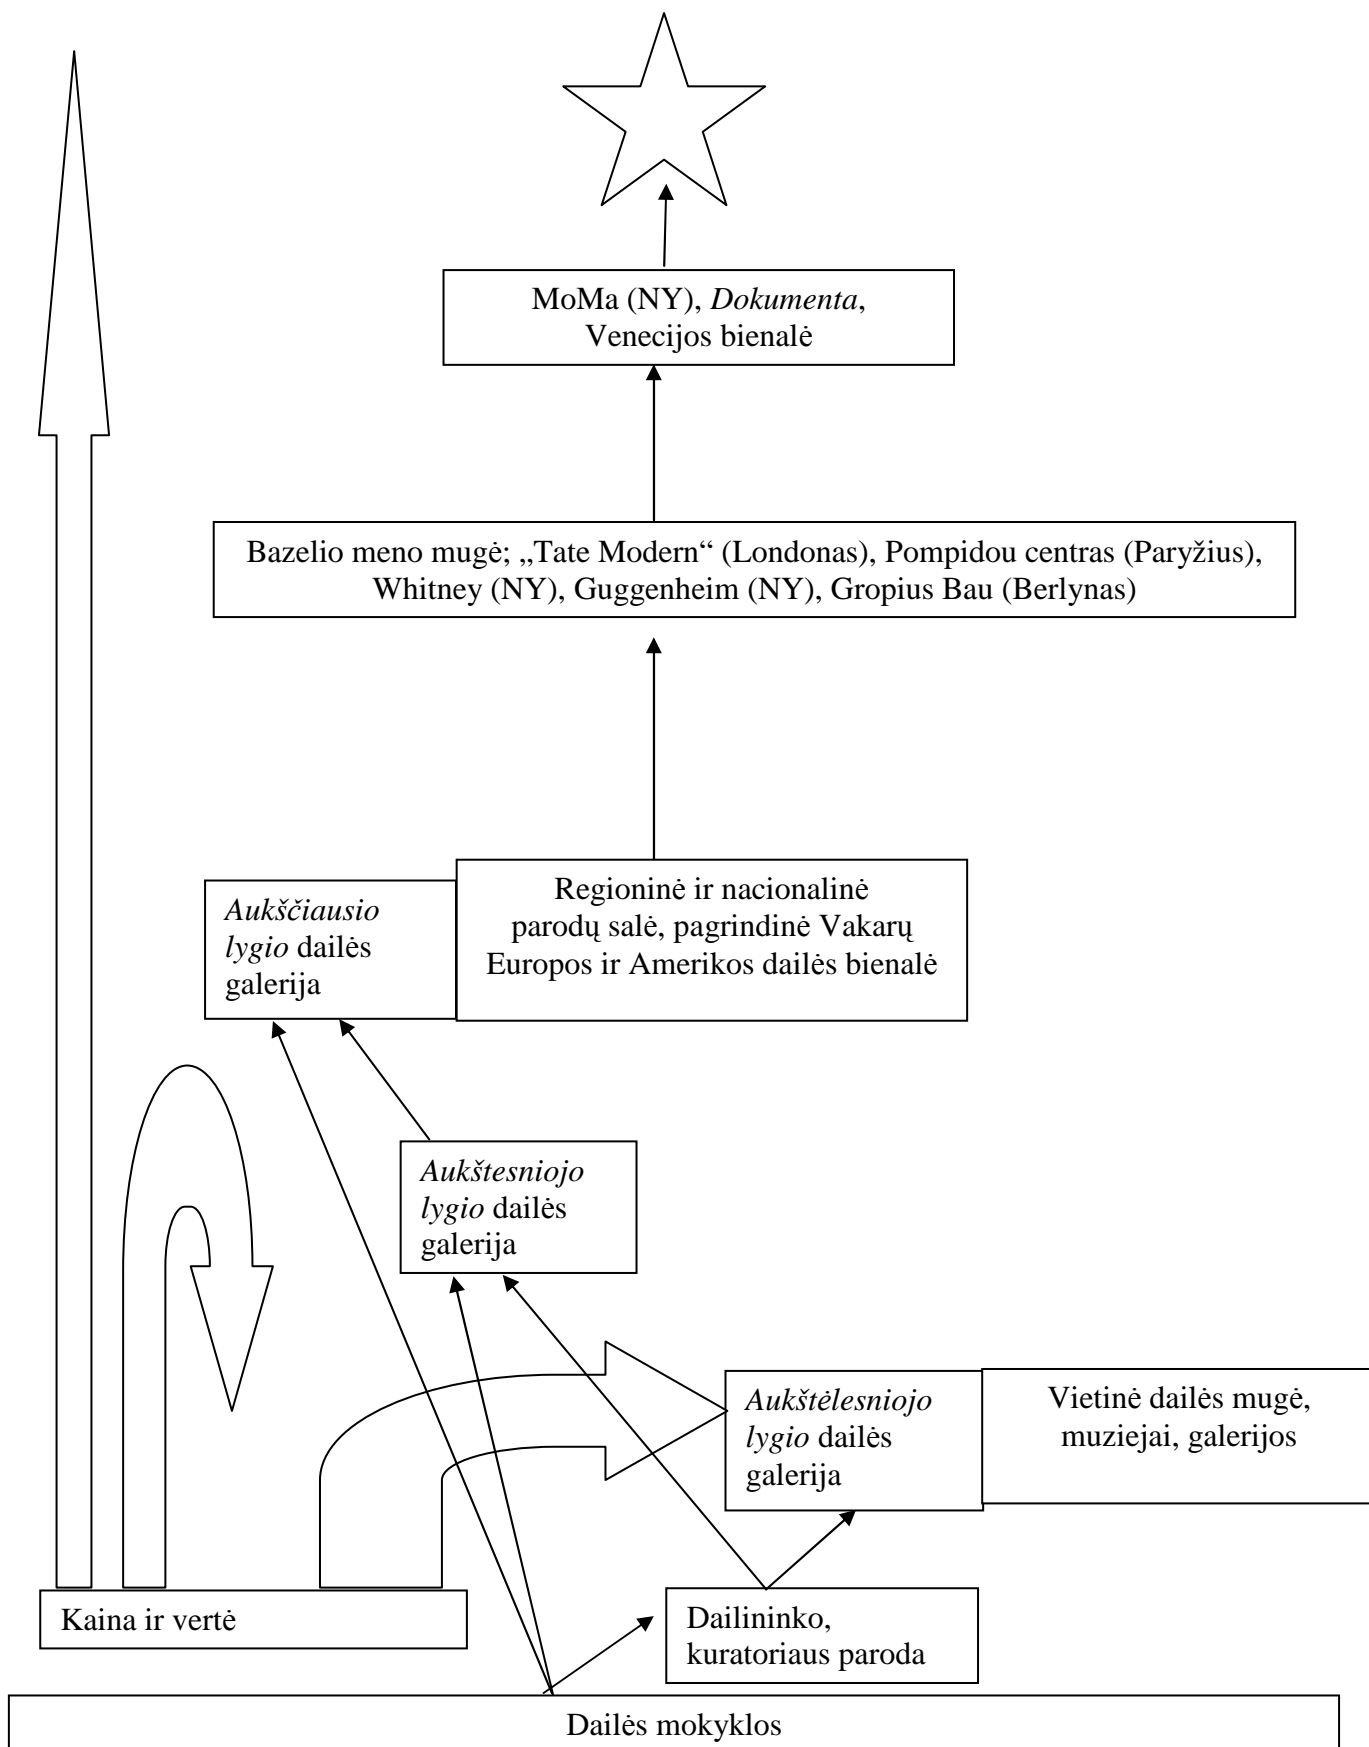 MoMa (NY), Dokumenta,
Venecijos bienalė
Bazelio meno mugė; „Tate Modern“ (Londonas), Pompidou centras (Paryžius),
Whitney (NY), Guggenheim (NY), Gropius Bau (Berlynas)
Aukščiausio
lygio dailės
galerija
Regioninė ir nacionalinė
parodų salė, pagrindinė Vakarų
Europos ir Amerikos dailės bienalė
Aukštesniojo
lygio dailės
galerija
Aukštėlesniojo
lygio dailės
galerija
Vietinė dailės mugė,
muziejai, galerijos
Kaina ir vertė
Dailininko,
kuratoriaus paroda
Dailės mokyklos